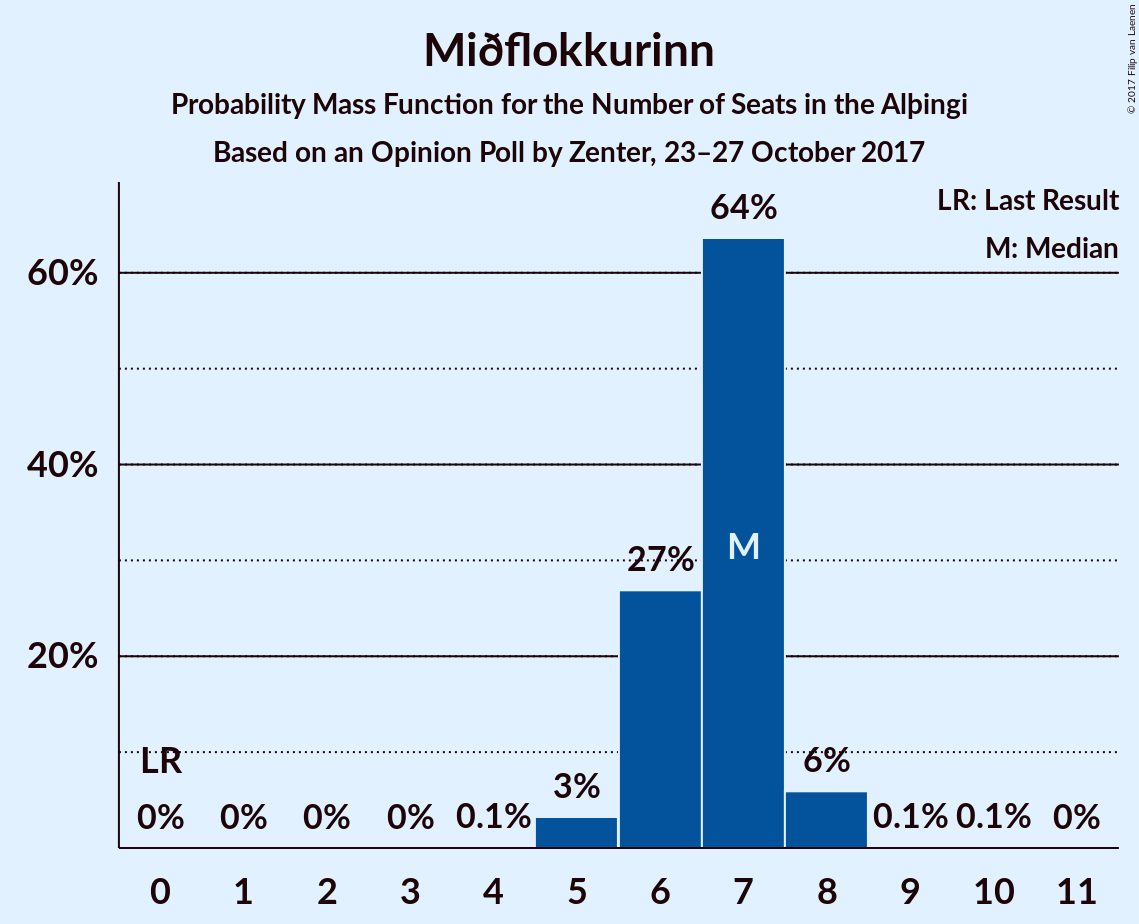 Miðflokkurinn
Probability Mass Function for the Number of Seats in the Alþingi
Based on an Opinion Poll by Zenter, 23–27 October 2017
© 2017 Filip van Laenen
LR: Last Result
M: Median
64%
60%
40%
M
27%
20%
LR
6%
3%
0% 0% 0% 0% 0.1% 0.1% 0.1% 0%
0 1 2 3 4 5 6 7 8 9 10 11